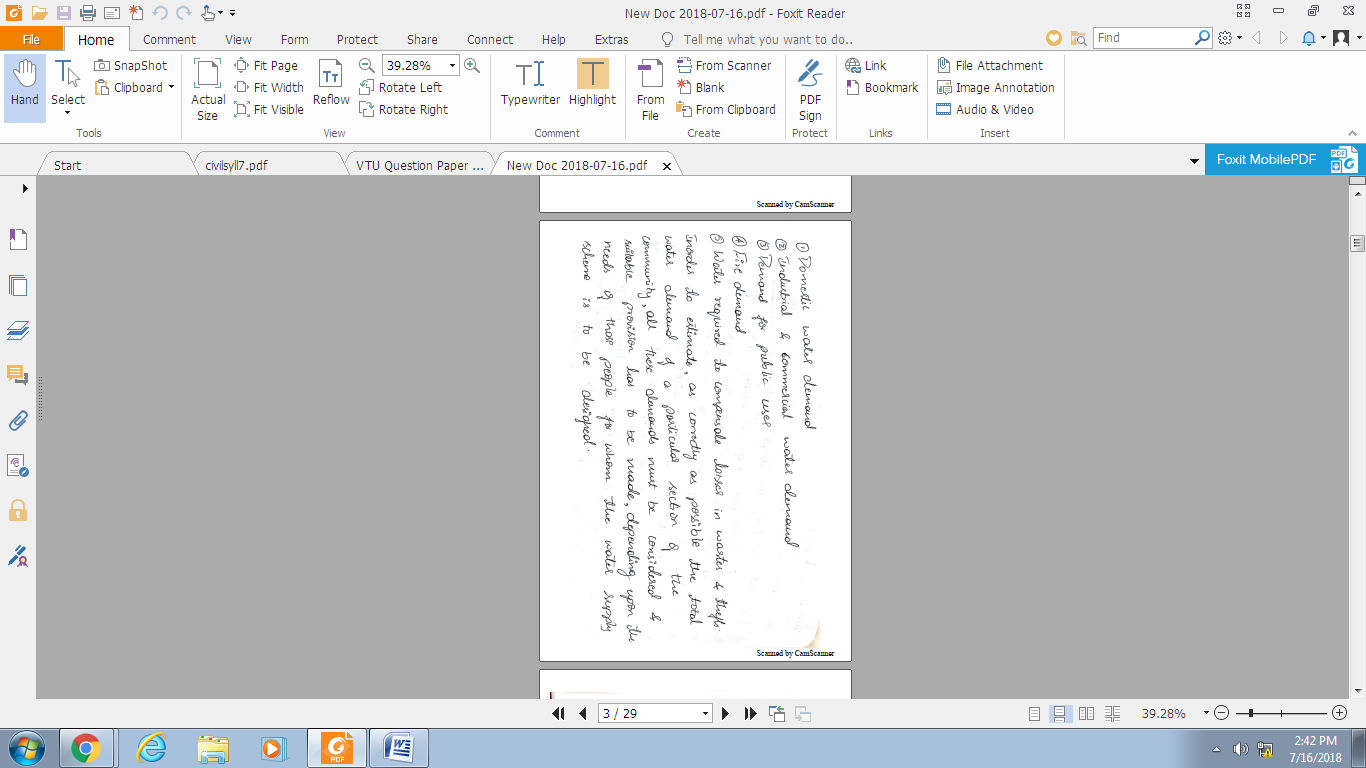 New Doc 2018-07-16.pdf - Foxit Reader
File Home Comment View Form Protect Share Connect Help Extras Tell me what you want to do.. Find
Hand
Select
SnapShot
Clipboard
Tools
Actual Size
Fit Page
Fit Width
Fit Visible
Reflow
39.28%
Rotate Left
Rotate Right
View
Typewriter
Highlight
Comment
From File
From Scanner
Blank
From Clipboard
Create
PDF Sign
Protect
Link
Bookmark
Links
File Attachment
Image Annotation
Audio & Video
Insert
Start civilsyll7.pdf VTU Question Paper ... New Doc 2018-07-16.pdf
Foxit MobilePDF
Scanned by CamScanner
① Domestic water demand
② Industrial & commercial water demand
③ Demand for public uses
④ Fire demand
⑤ Water required to compensate losses in wastes & thefts.
Inorder to estimate, as correctly as possible the total
water demand of a particular section of the
community, all these demands must be considered &
suitable provision has to be made, depending upon the
needs of those people for whom the water supply
scheme is to be designed.
Scanned by CamScanner
3 / 29
39.28%
2:42 PM
7/16/2018